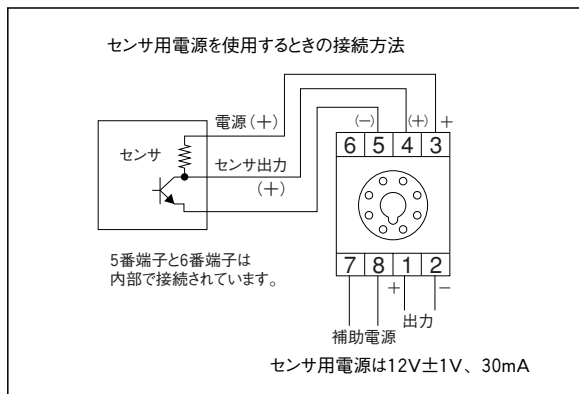 センサ用電源を使用するときの接続方法
電源（＋）
(−) (+) +
6 5 4 3
センサ
センサ出力
（＋）
5番端子と6番端子は
内部で接続されています。
7 8 1 2
+ −
出力
補助電源
センサ用電源は12V±1V、30mA